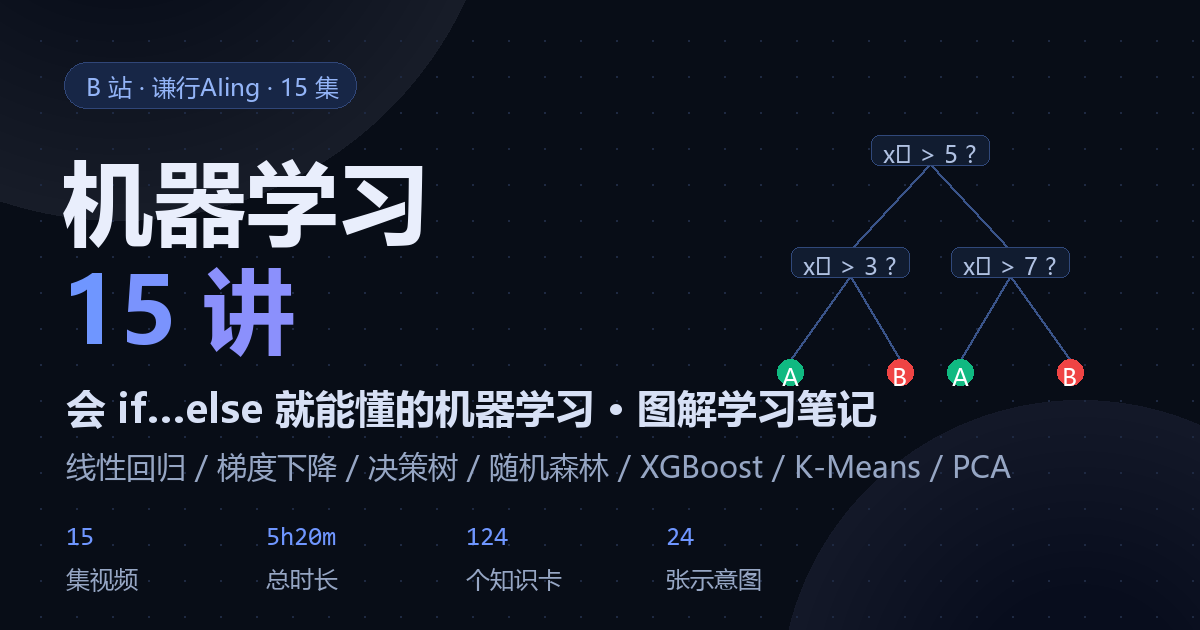 B 站 · 谦行AIing · 15 集
机器学习
15 讲
x□ > 5 ?
x□ > 3 ?
x□ > 7 ?
A
B
A
B
会 if…else 就能懂的机器学习 • 图解学习笔记
线性回归 / 梯度下降 / 决策树 / 随机森林 / XGBoost / K-Means / PCA
15
5h20m
124
24
集视频
总时长
个知识卡
张示意图